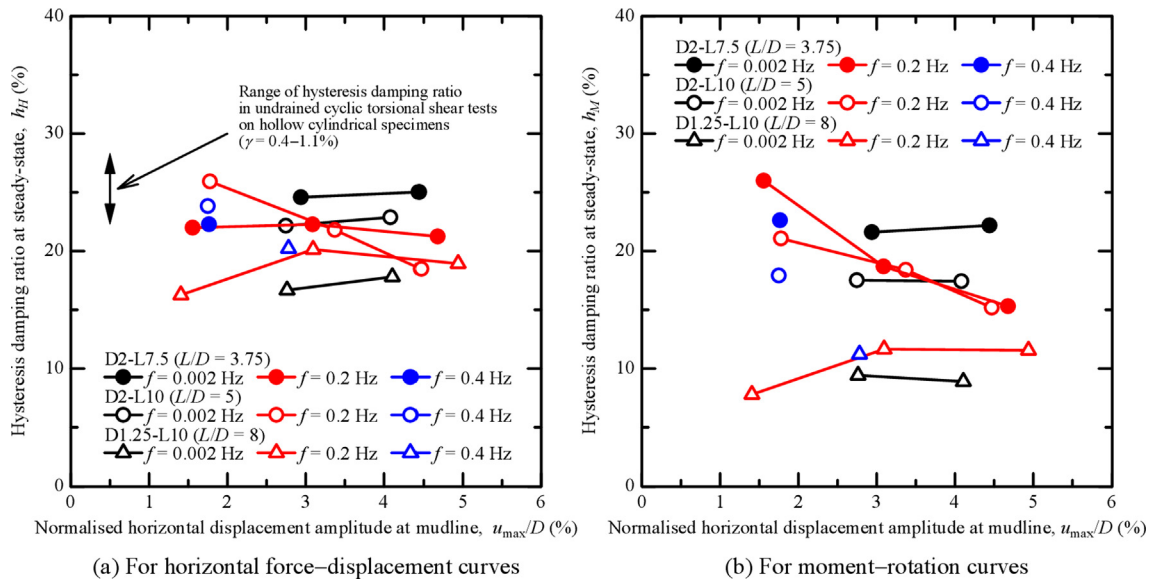 40
30
20
10
0
0 1 2 3 4 5 6
Hysteresis damping ratio at steady-state, h_H (%)
Range of hysteresis damping ratio
in undrained cyclic torsional shear tests
on hollow cylindrical specimens
(γ = 0.4–1.1%)
D2-L7.5 (L/D = 3.75)
f = 0.002 Hz f = 0.2 Hz f = 0.4 Hz
D2-L10 (L/D = 5)
f = 0.002 Hz f = 0.2 Hz f = 0.4 Hz
D1.25-L10 (L/D = 8)
f = 0.002 Hz f = 0.2 Hz f = 0.4 Hz
Normalised horizontal displacement amplitude at mudline, u_max/D (%)
(a) For horizontal force–displacement curves
40
30
20
10
0
0 1 2 3 4 5 6
Hysteresis damping ratio at steady-state, h_M (%)
D2-L7.5 (L/D = 3.75)
f = 0.002 Hz f = 0.2 Hz f = 0.4 Hz
D2-L10 (L/D = 5)
f = 0.002 Hz f = 0.2 Hz f = 0.4 Hz
D1.25-L10 (L/D = 8)
f = 0.002 Hz f = 0.2 Hz f = 0.4 Hz
Normalised horizontal displacement amplitude at mudline, u_max/D (%)
(b) For moment–rotation curves